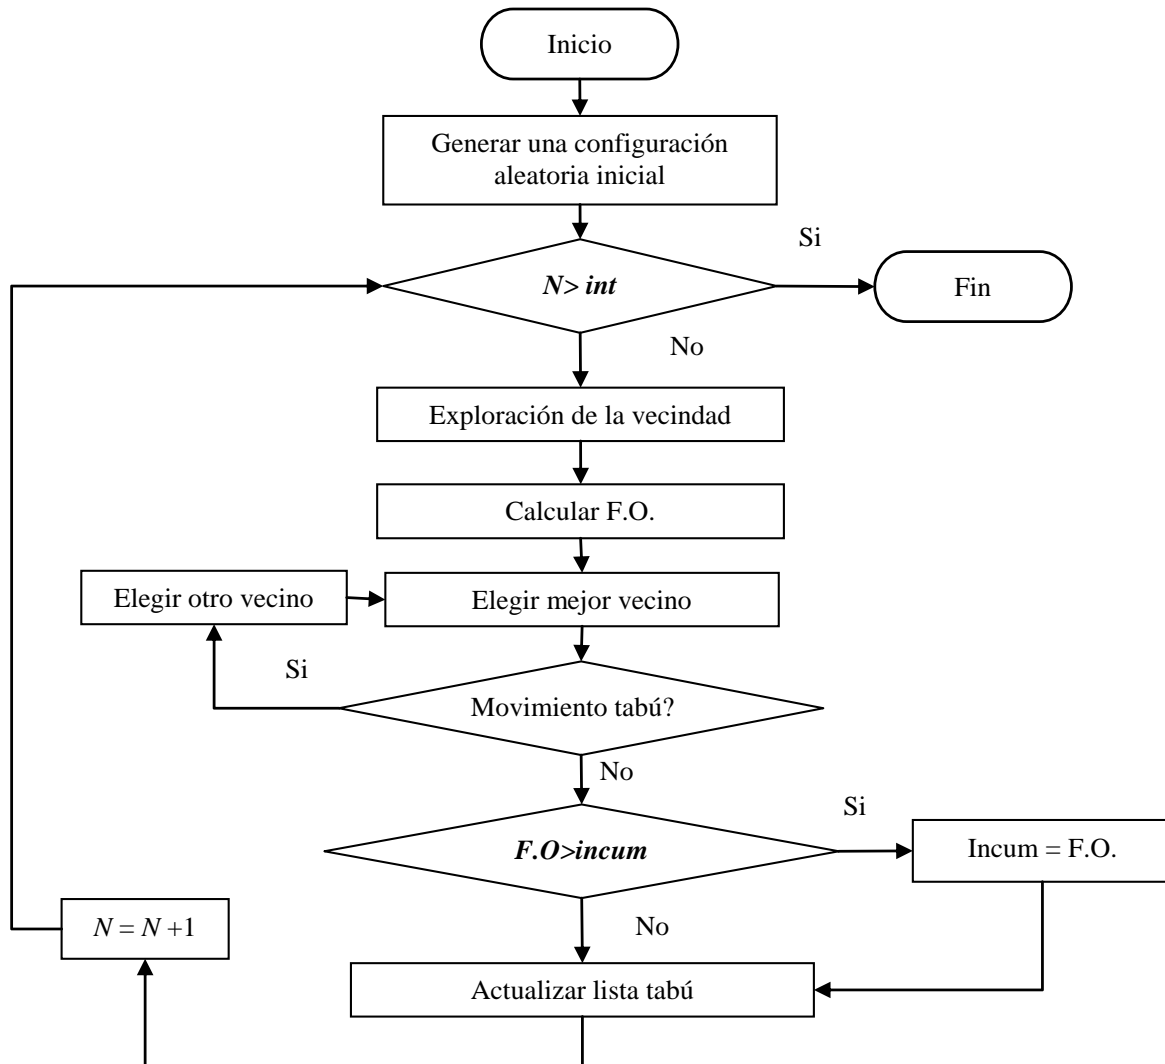 Inicio
Generar una configuración
aleatoria inicial
Si
N> int
Fin
No
Exploración de la vecindad
Calcular F.O.
Elegir otro vecino
Elegir mejor vecino
Si
Movimiento tabú?
No
Si
F.O>incum
Incum = F.O.
N = N +1
No
Actualizar lista tabú